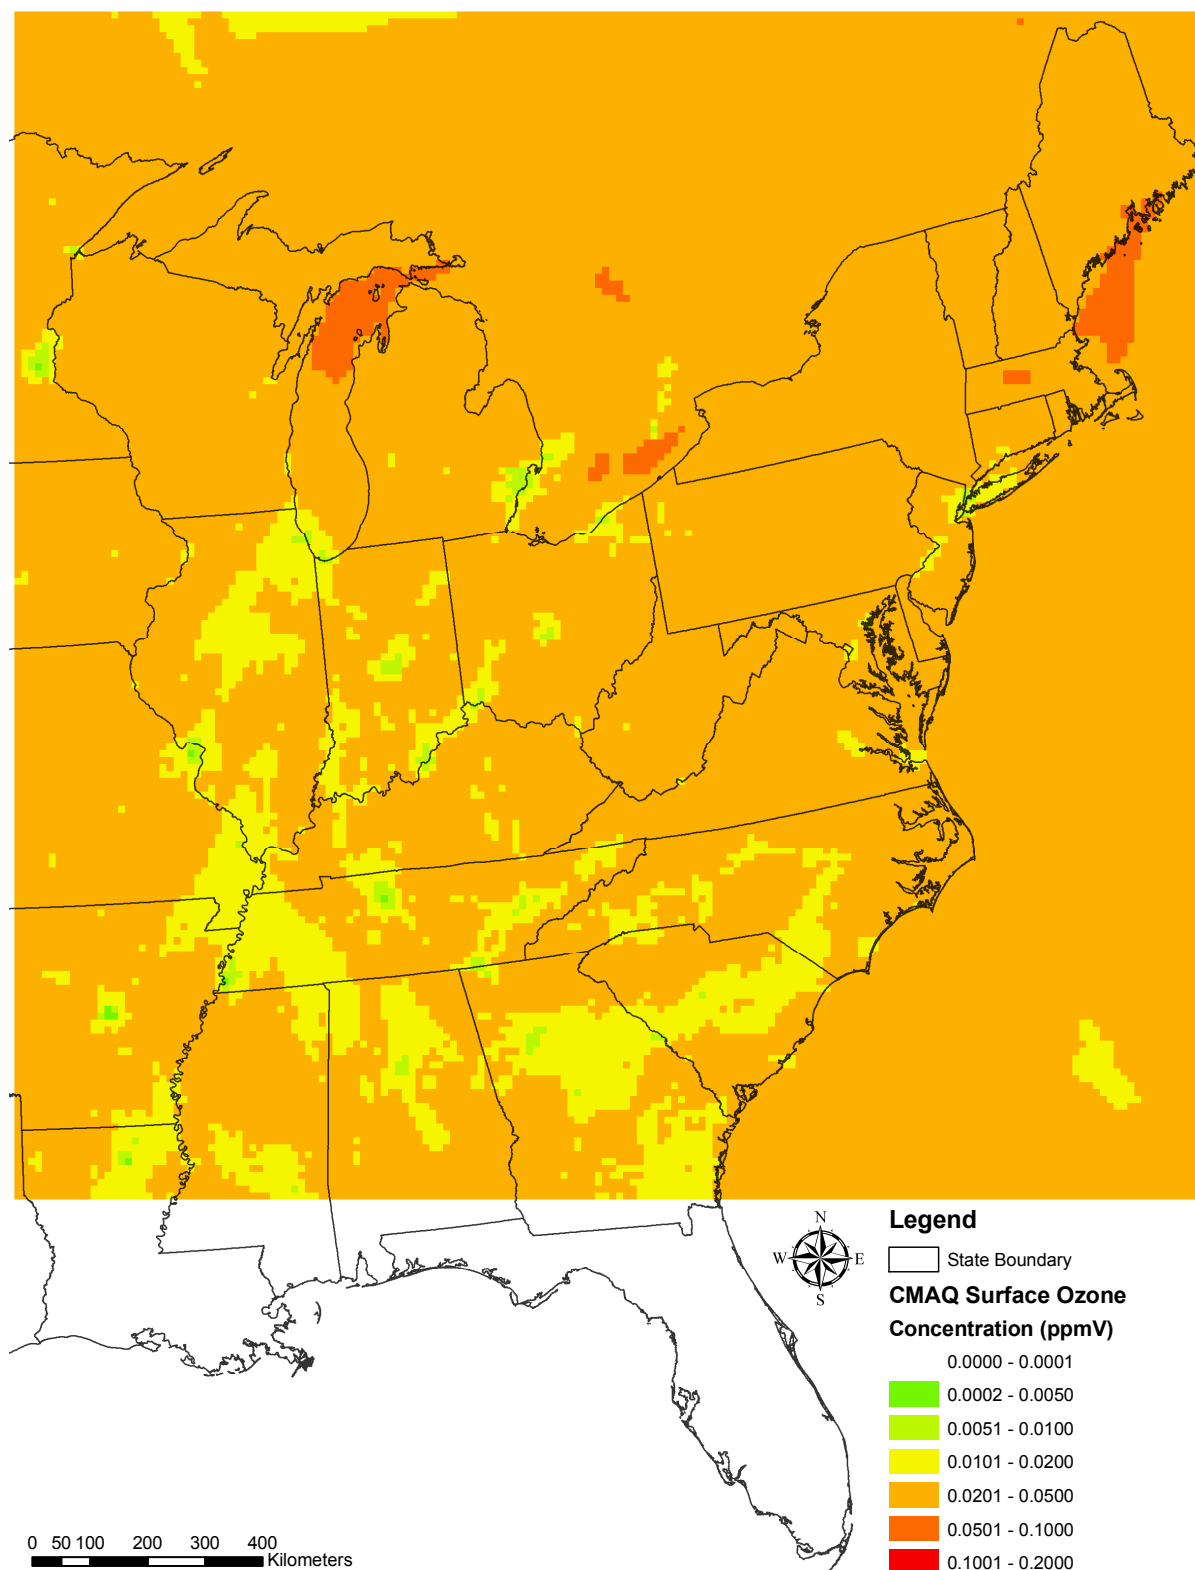 N
W E
S
Legend
State Boundary
CMAQ Surface Ozone
Concentration (ppmV)
0.0000 - 0.0001
0.0002 - 0.0050
0.0051 - 0.0100
0.0101 - 0.0200
0.0201 - 0.0500
0.0501 - 0.1000
0.1001 - 0.2000
0 50 100 200 300 400
Kilometers